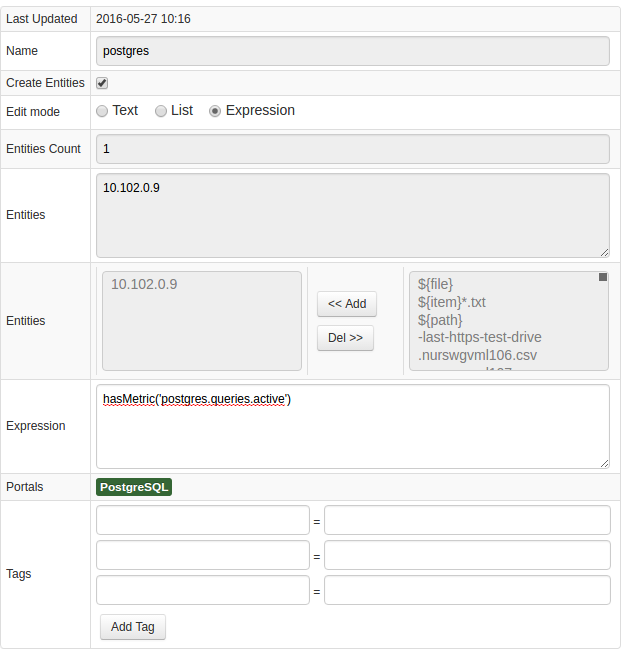 Last Updated 2016-05-27 10:16
Name postgres
Create Entities
Edit mode Text List Expression
Entities Count 1
Entities 10.102.0.9
Entities 10.102.0.9 << Add Del >> ${file}
${item}*.txt
${path}
-last-https-test-drive
.nurswgvml106.csv
Expression hasMetric('postgres.queries.active')
Portals PostgreSQL
Tags = 
=
=
Add Tag